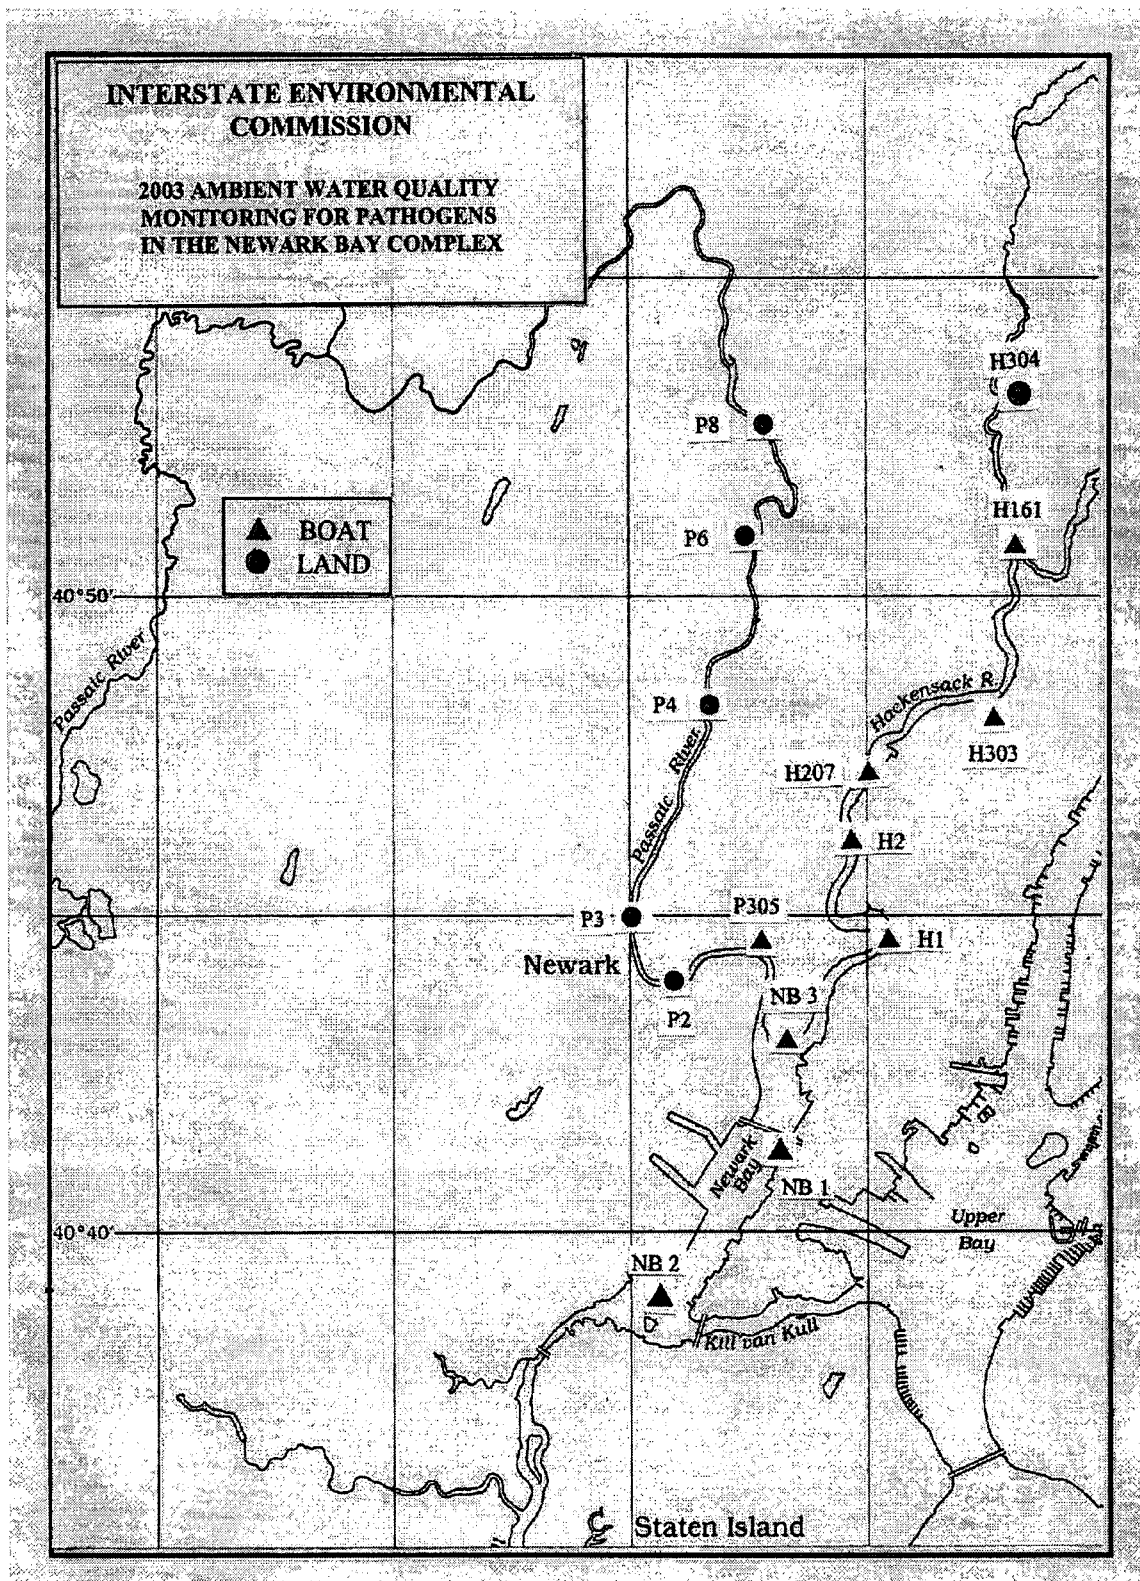 INTERSTATE ENVIRONMENTAL
COMMISSION
2003 AMBIENT WATER QUALITY
MONITORING FOR PATHOGENS
IN THE NEWARK BAY COMPLEX
H304
P8
BOAT
LAND
H161
P6
40°50'
Passaic River
P4
Hackensack R.
H303
H207
Passaic River
H2
P3
P305
H1
Newark
NB 3
P2
Newark
Bay
NB 1
40°40'
Upper
Bay
NB 2
Kill van Kull
Staten Island